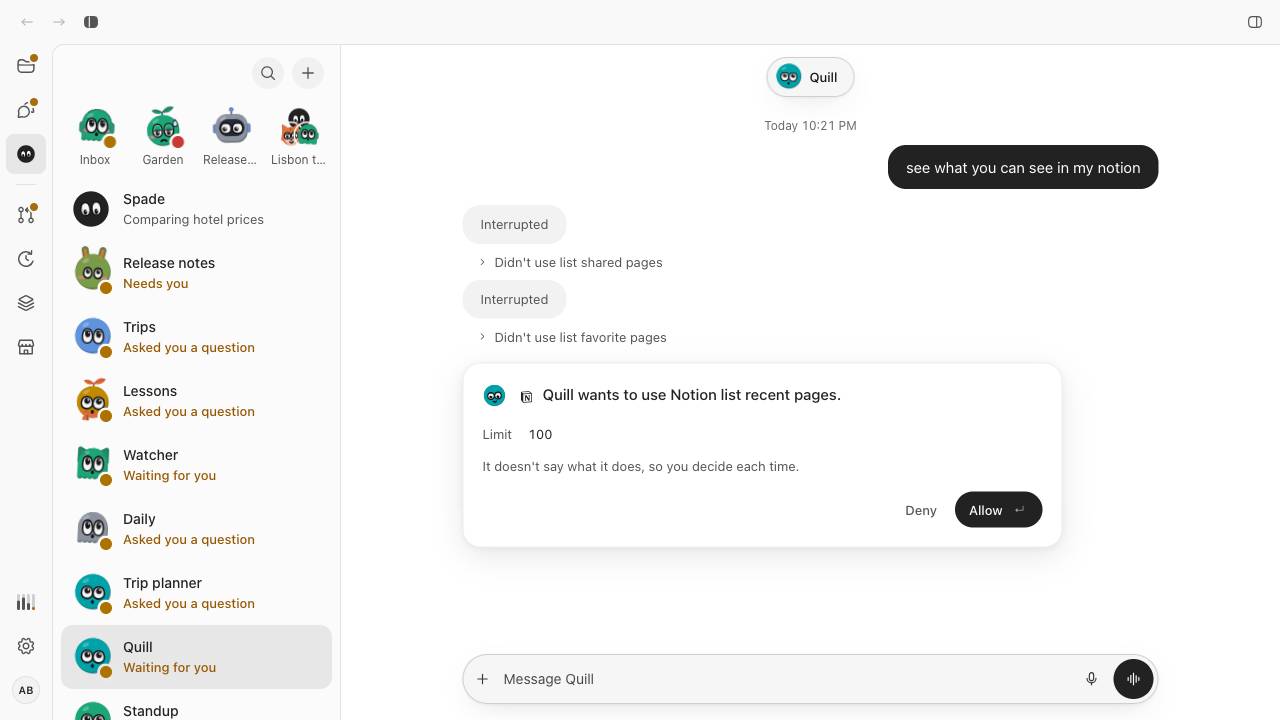 Inbox
Garden
Release...
Lisbon t...
Spade
Comparing hotel prices
Release notes
Needs you
Trips
Asked you a question
Lessons
Asked you a question
Watcher
Waiting for you
Daily
Asked you a question
Trip planner
Asked you a question
Quill
Waiting for you
Standup
AB
Quill
Today 10:21 PM
see what you can see in my notion
Interrupted
Didn't use list shared pages
Interrupted
Didn't use list favorite pages
Quill wants to use Notion list recent pages.
Limit 100
It doesn't say what it does, so you decide each time.
Deny
Allow
Message Quill